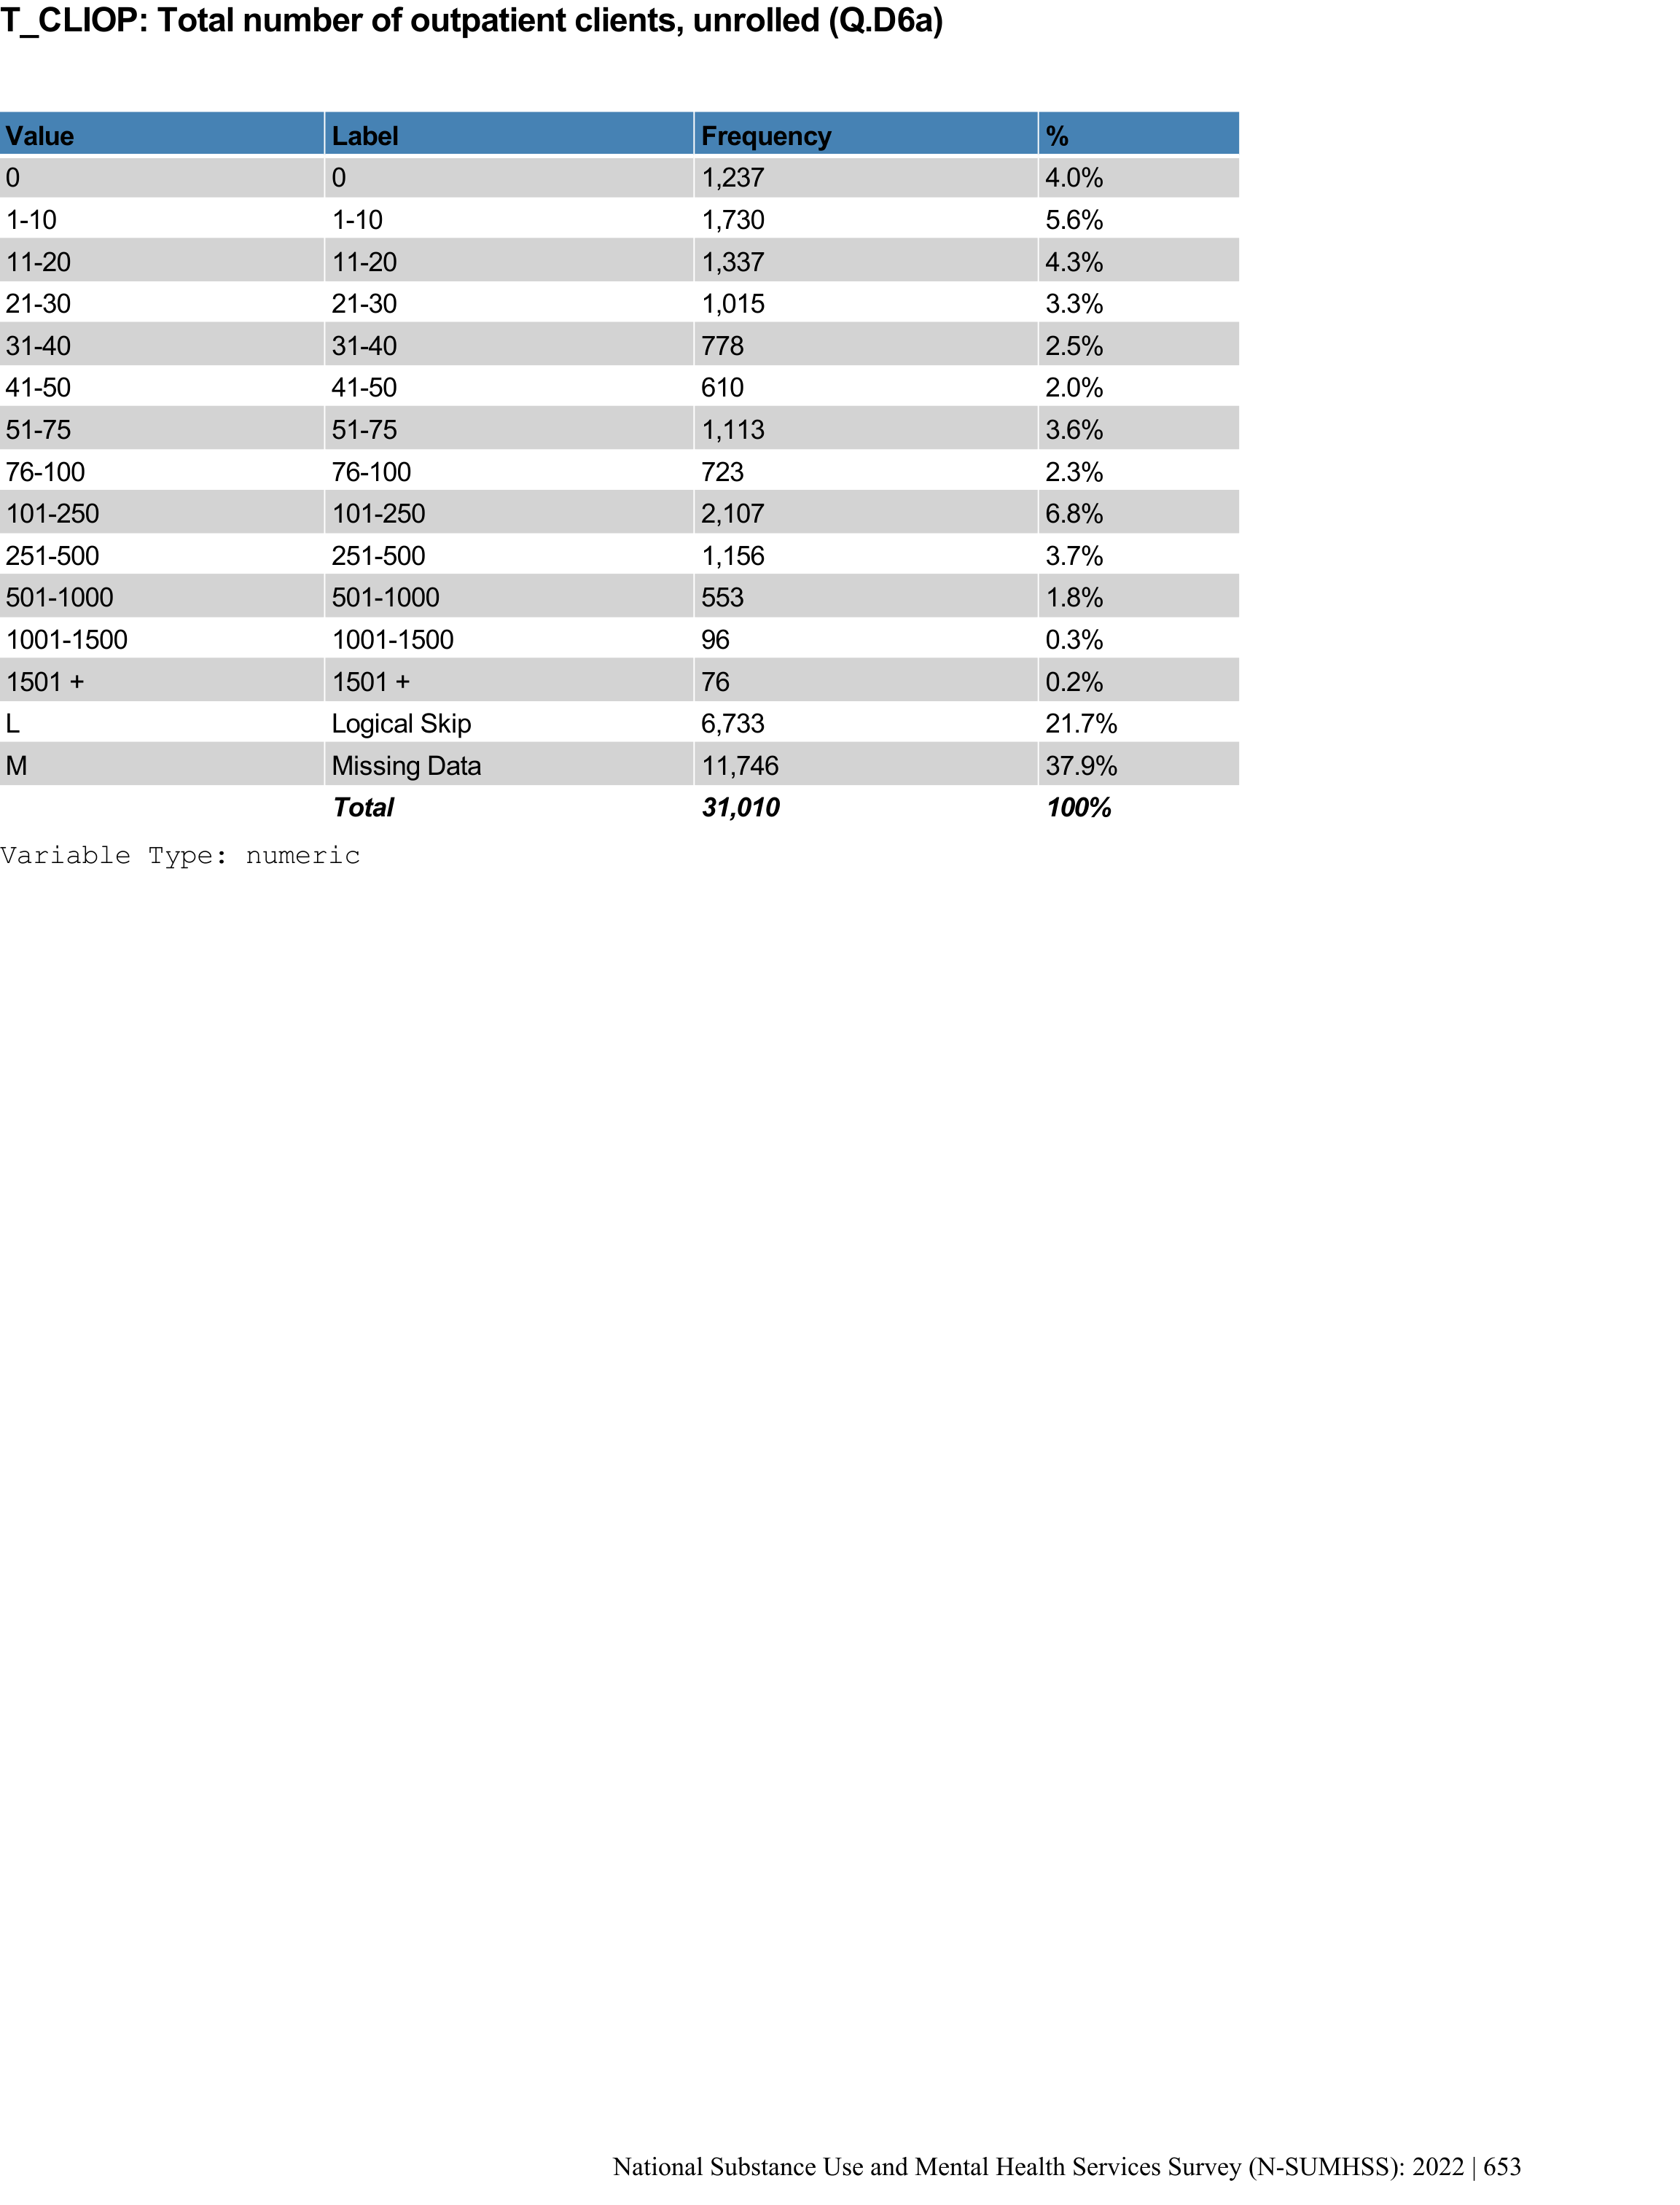 T_CLIOP: Total number of outpatient clients, unrolled (Q.D6a)
Value Label Frequency %
0 0 1,237 4.0%
1-10 1-10 1,730 5.6%
11-20 11-20 1,337 4.3%
21-30 21-30 1,015 3.3%
31-40 31-40 778 2.5%
41-50 41-50 610 2.0%
51-75 51-75 1,113 3.6%
76-100 76-100 723 2.3%
101-250 101-250 2,107 6.8%
251-500 251-500 1,156 3.7%
501-1000 501-1000 553 1.8%
1001-1500 1001-1500 96 0.3%
1501 + 1501 + 76 0.2%
L Logical Skip 6,733 21.7%
M Missing Data 11,746 37.9%
Total 31,010 100%
Variable Type: numeric
National Substance Use and Mental Health Services Survey (N-SUMHSS): 2022 | 653